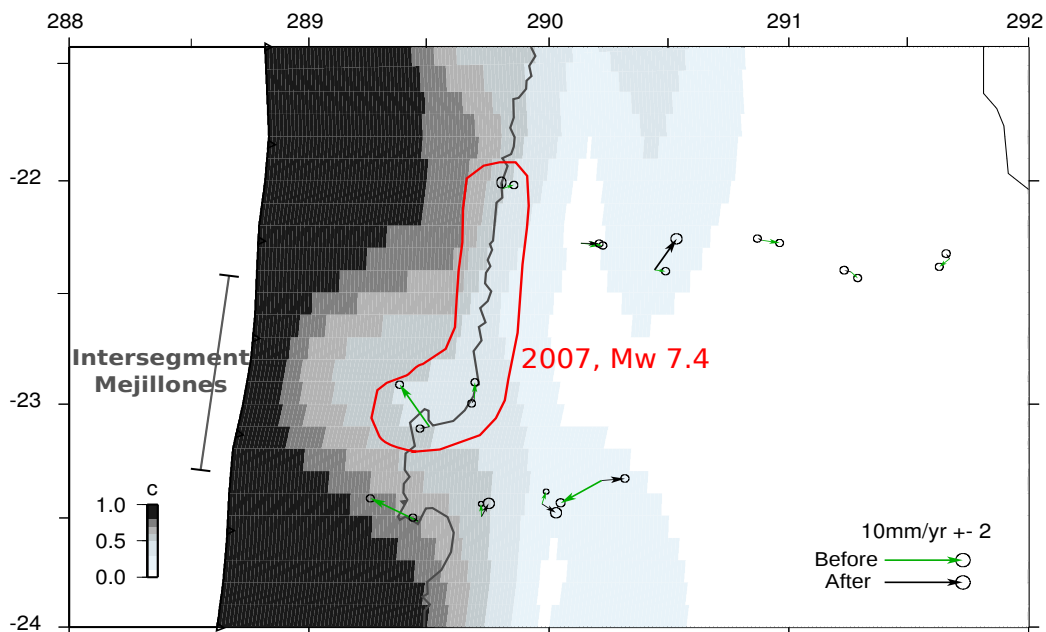 288 289 290 291 292
-22
2007, Mw 7.4
Intersegment
Mejillones
-23
c
1.0
0.5
0.0
10mm/yr +- 2
Before
After
-24